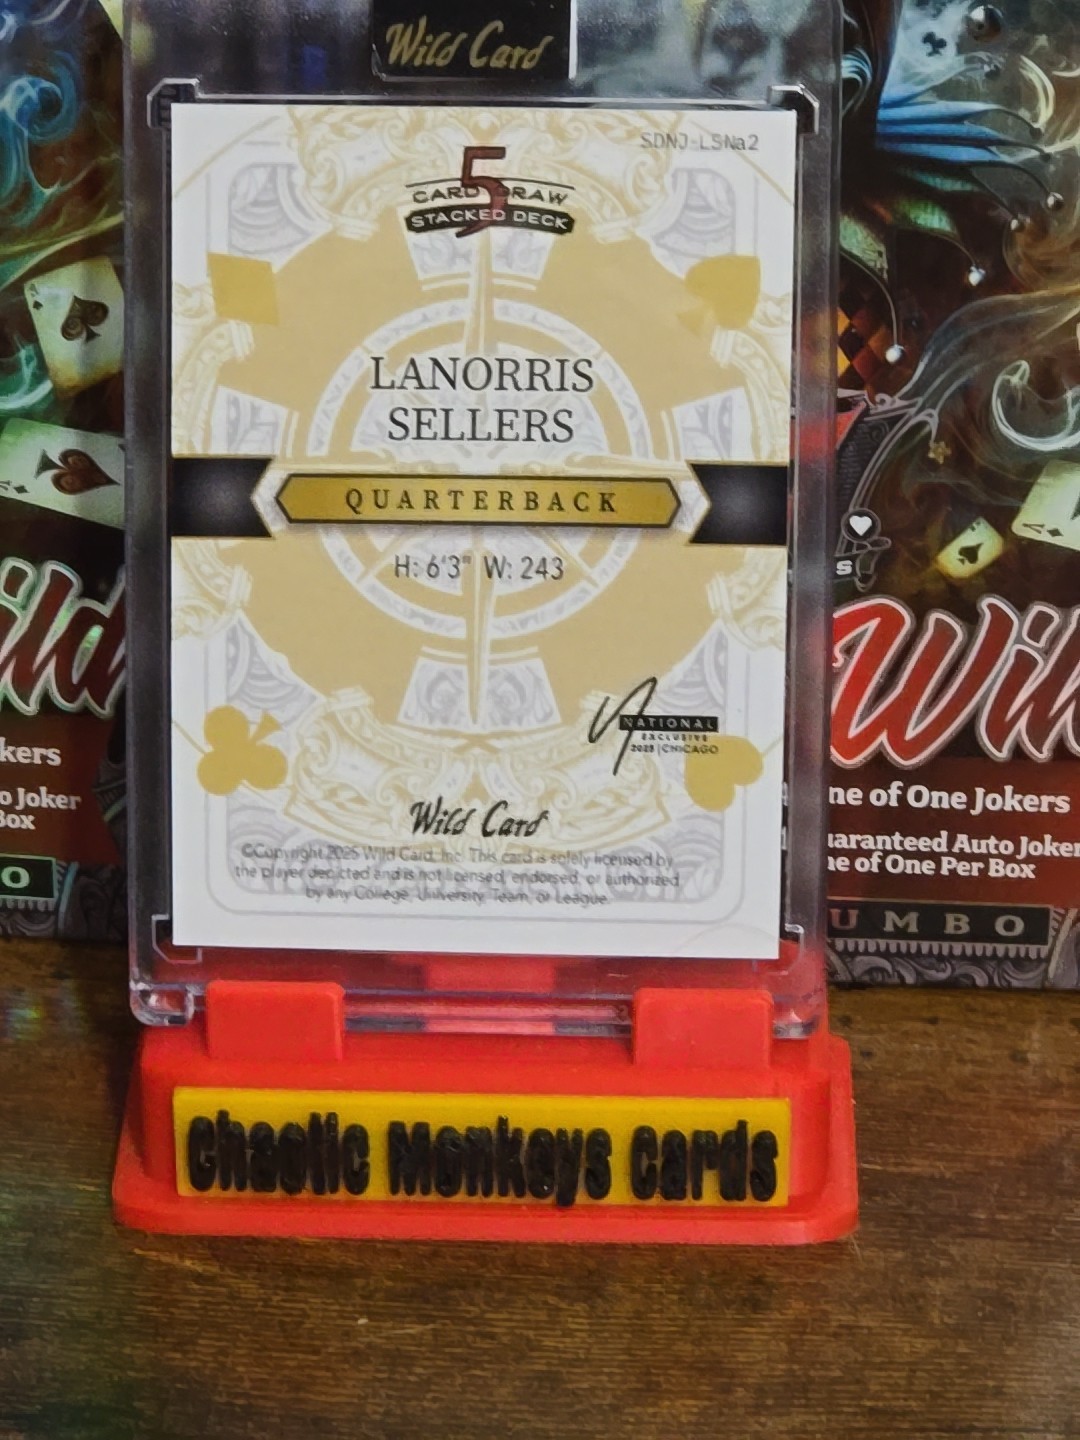 Wild Card
SDNJ-LSNa2
5
CARD DRAW
STACKED DECK
LANORRIS
SELLERS
QUARTERBACK
H: 6'3" W: 243
NATIONAL
EXCLUSIVE
2025 | CHICAGO
Wild Card
©Copyright 2025 Wild Card, Inc. This card is solely licensed by
the player depicted and is not licensed, endorsed, or authorized
by any College, University, Team, or League.
ild
Wil
kers
o Joker
Box
O
S
ne of One Jokers
uaranteed Auto Joker
ne of One Per Box
UMBO
Chaotic Monkeys Cards